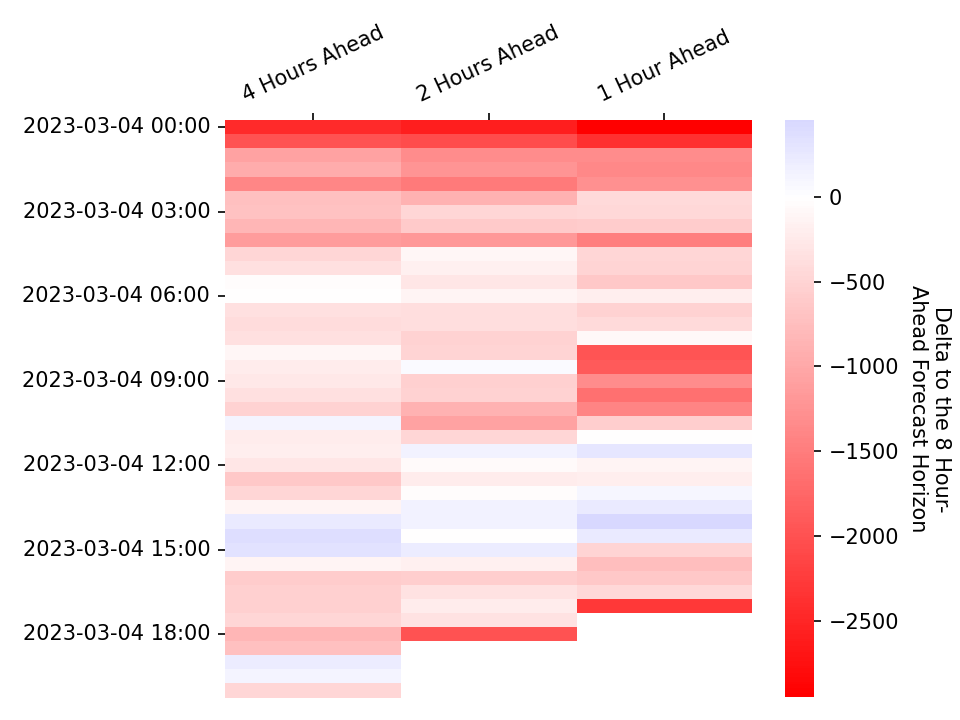 4 Hours Ahead
2 Hours Ahead
1 Hour Ahead
2023-03-04 00:00
2023-03-04 03:00
2023-03-04 06:00
2023-03-04 09:00
2023-03-04 12:00
2023-03-04 15:00
2023-03-04 18:00
0
−500
−1000
−1500
−2000
−2500
Delta to the 8 Hour-
Ahead Forecast Horizon